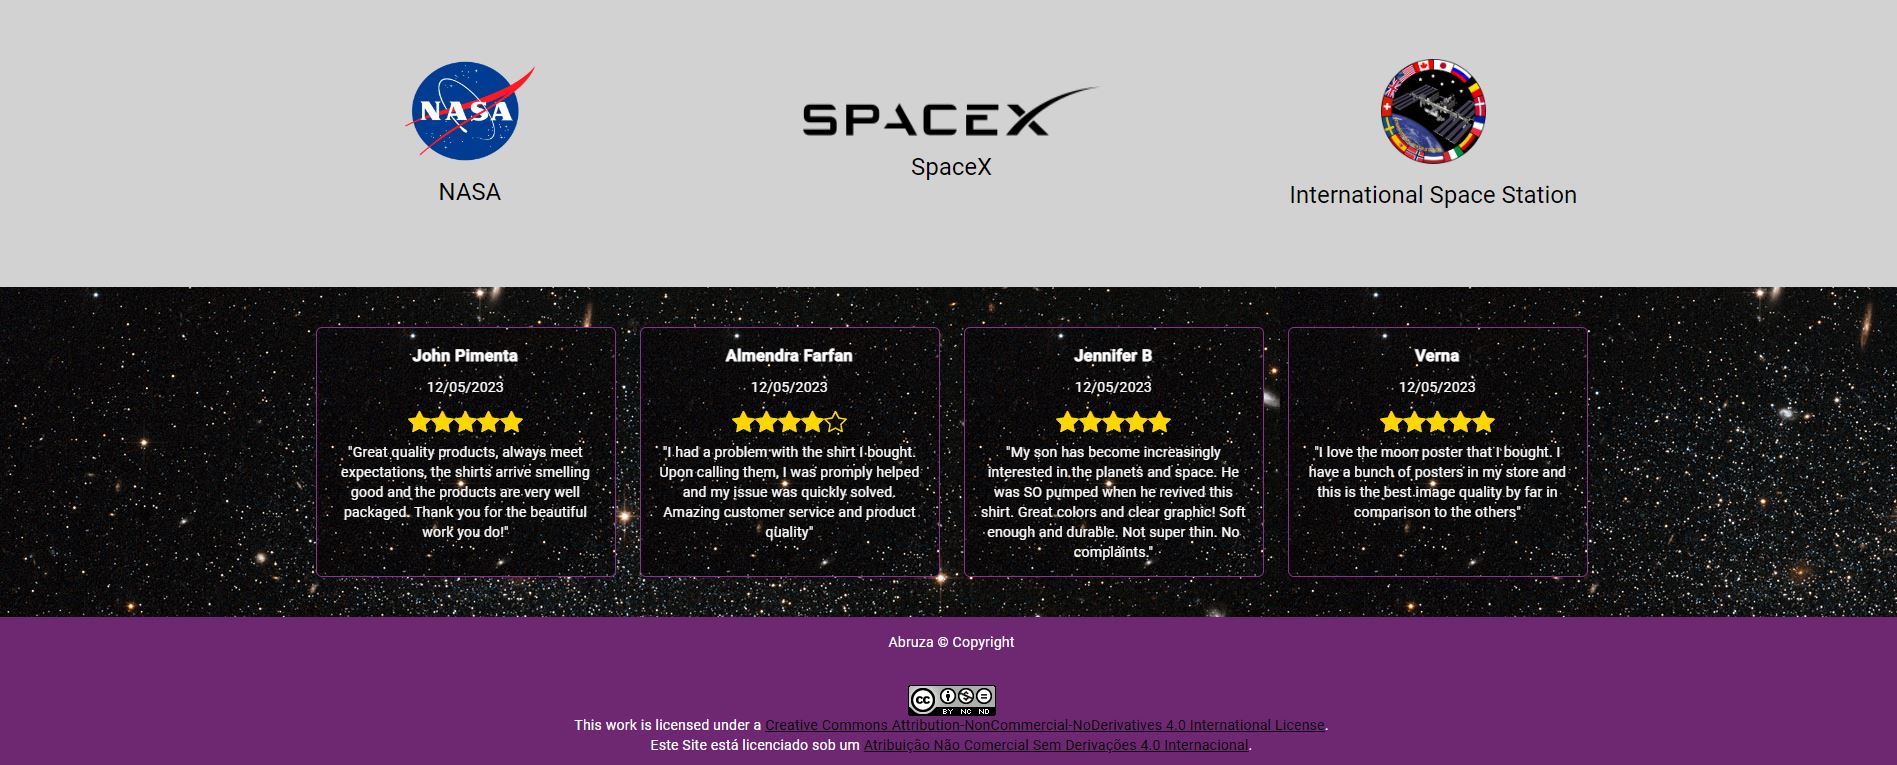 NASA
SPACEX
NASA
SpaceX
International Space Station
John Pimenta
12/05/2023
"Great quality products, always meet
expectations, the shirts arrive smelling
good and the products are very well
packaged. Thank you for the beautiful
work you do!"
Almendra Farfan
12/05/2023
"I had a problem with the shirt I bought.
Upon calling them, I was promply helped
and my issue was quickly solved.
Amazing customer service and product
quality"
Jennifer B
12/05/2023
"My son has become increasingly
interested in the planets and space. He
was SO pumped when he revived this
shirt. Great colors and clear graphic! Soft
enough and durable. Not super thin. No
complaints."
Verna
12/05/2023
"I love the moon poster that I bought. I
have a bunch of posters in my store and
this is the best image quality by far in
comparison to the others"
Abruza © Copyright
cc BY NC ND
This work is licensed under a Creative Commons Attribution-NonCommercial-NoDerivatives 4.0 International License.
Este Site está licenciado sob um Atribuição Não Comercial Sem Derivações 4.0 Internacional.